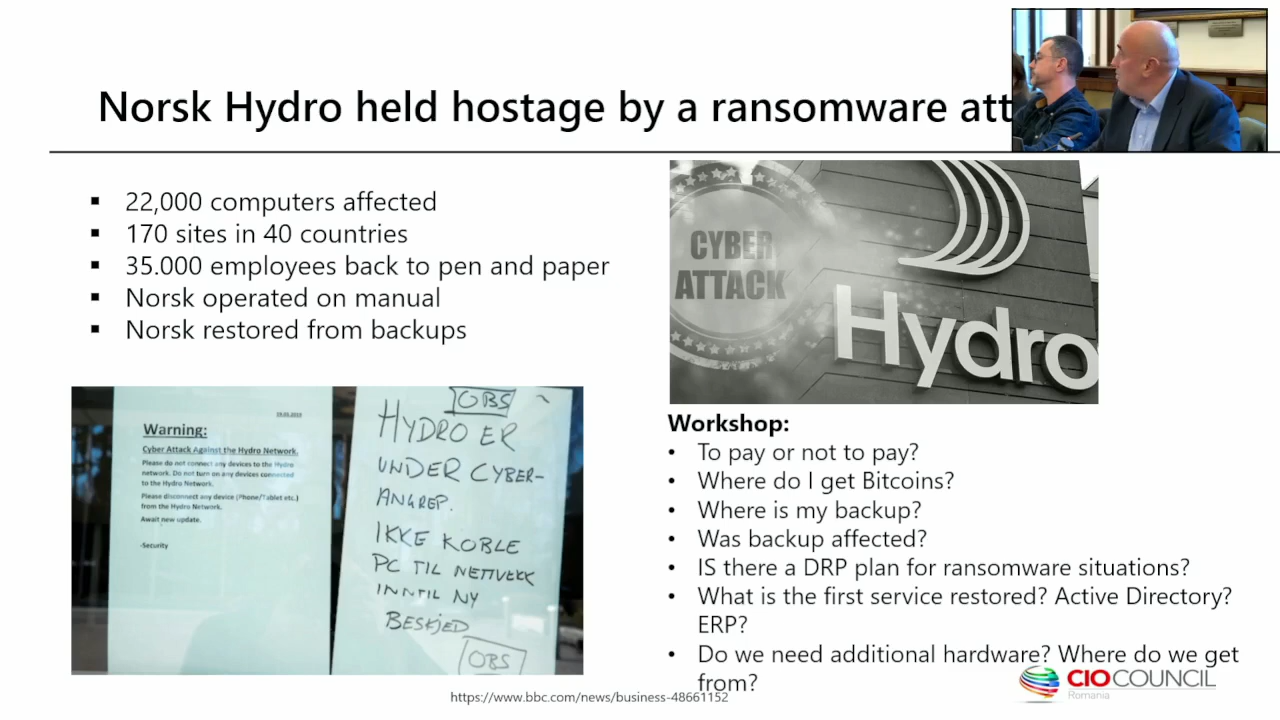 Norsk Hydro held hostage by a ransomware att
▪ 22,000 computers affected
▪ 170 sites in 40 countries
▪ 35.000 employees back to pen and paper
▪ Norsk operated on manual
▪ Norsk restored from backups
CYBER
ATTACK
Hydro
19.03.2019
Warning:
Cyber Attack Against the Hydro Network.
Please do not connect any devices to the Hydro
network. Do not turn on any devices connected
to the Hydro Network.
Please disconnect any device (Phone/Tablet etc.)
from the Hydro Network.
Await new update.
-Security
OBS
HYDRO ER
UNDER CYBER-
ANGREP.
IKKE KOBLE
PC TIL NETTVERK
INNTIL NY
BESKJED
OBS
Workshop:
• To pay or not to pay?
• Where do I get Bitcoins?
• Where is my backup?
• Was backup affected?
• IS there a DRP plan for ransomware situations?
• What is the first service restored? Active Directory?
ERP?
• Do we need additional hardware? Where do we get
from?
https://www.bbc.com/news/business-48661152
CIO COUNCIL
Romania